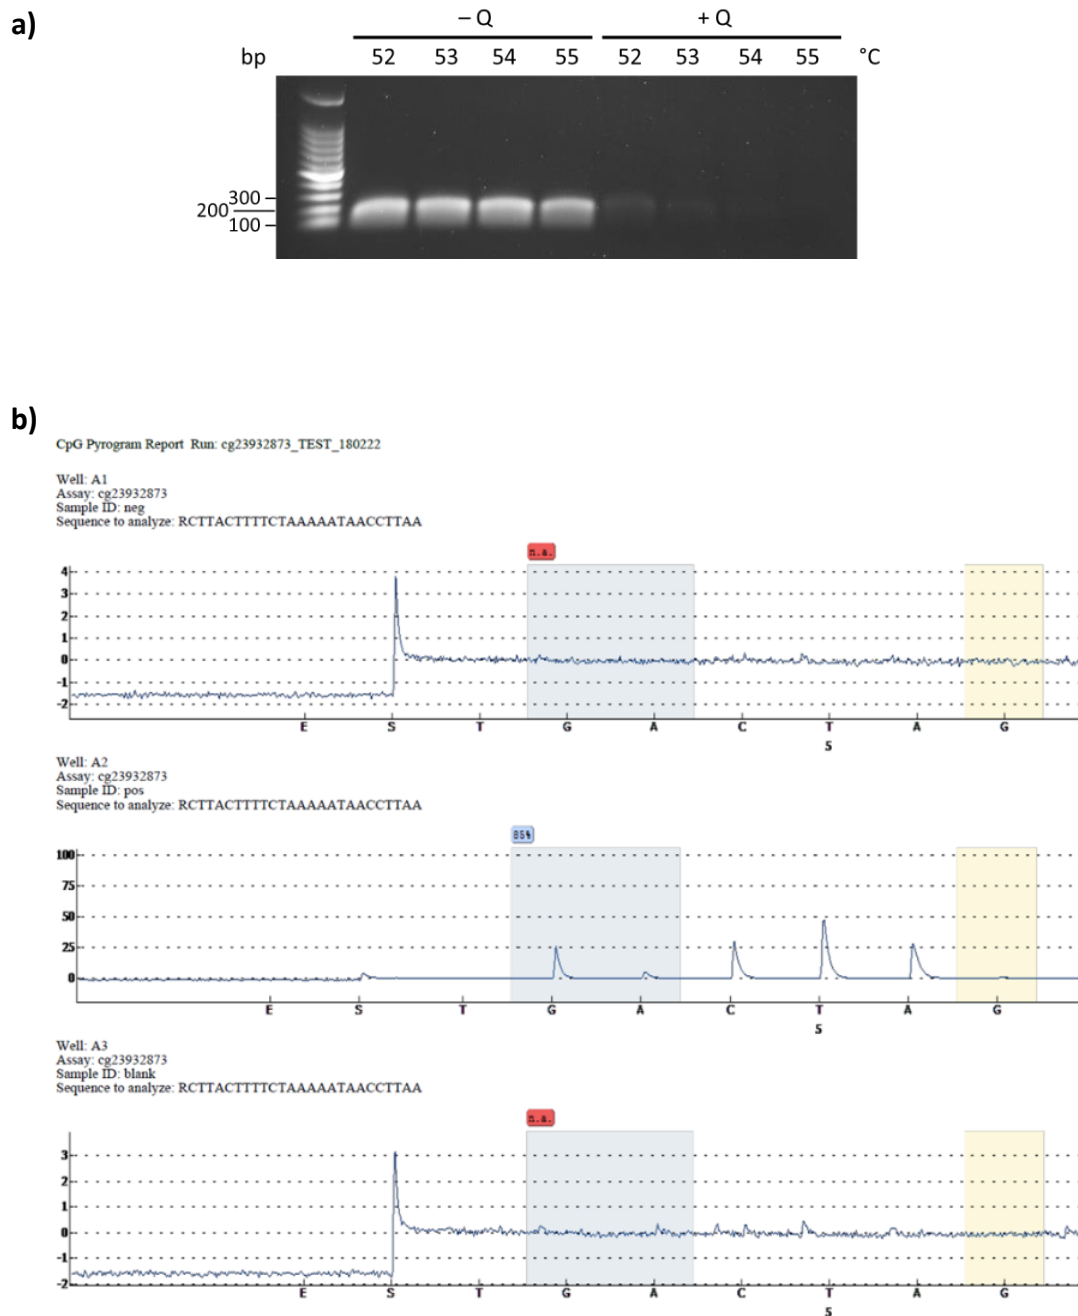 a)
– Q + Q
bp 52 53 54 55 52 53 54 55 °C
300
200
100
b)
CpG Pyrogram Report Run: cg23932873_TEST_180222
Well: A1
Assay: cg23932873
Sample ID: neg
Sequence to analyze: RCTTACTTTTCTAAAAATAACCTTAA
n.a.
4
3
2
1
0
-1
-2
E S T G A C T A G
5
Well: A2
Assay: cg23932873
Sample ID: pos
Sequence to analyze: RCTTACTTTTCTAAAAATAACCTTAA
85%
100
75
50
25
0
E S T G A C T A G
5
Well: A3
Assay: cg23932873
Sample ID: blank
Sequence to analyze: RCTTACTTTTCTAAAAATAACCTTAA
n.a.
3
2
1
0
-1
-2
E S T G A C T A G
5